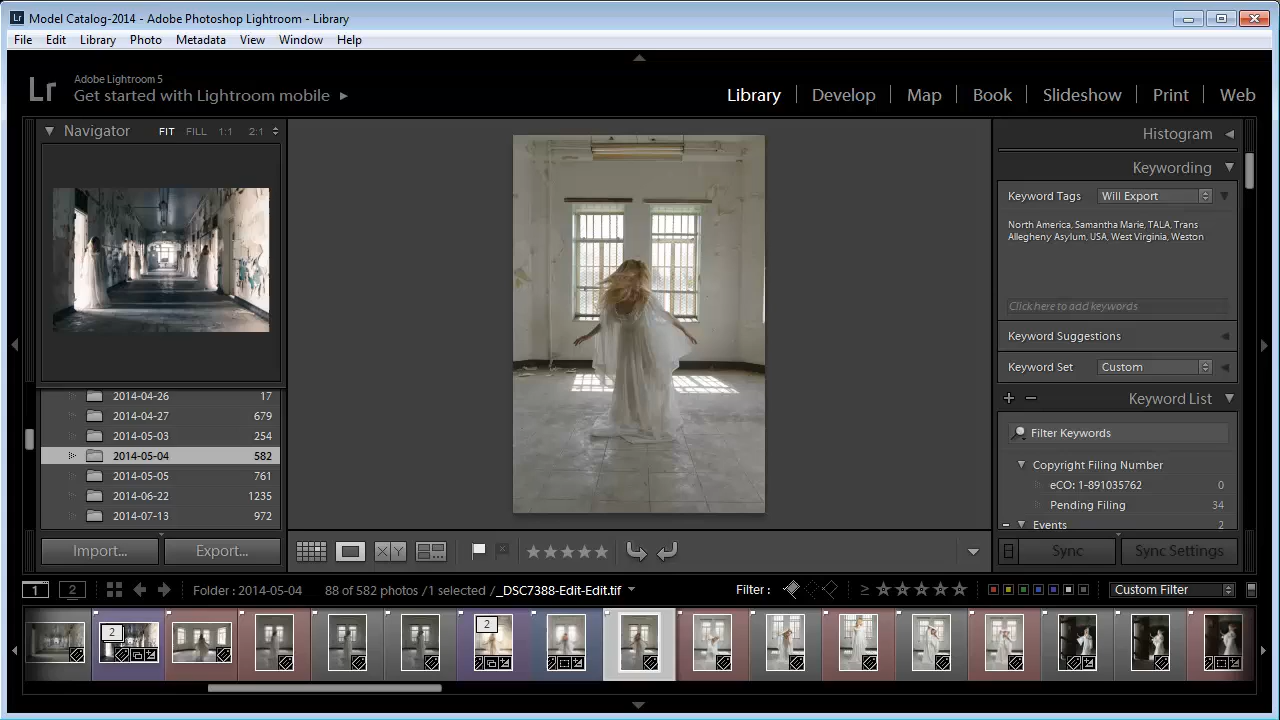 Lr Model Catalog-2014 - Adobe Photoshop Lightroom - Library
File Edit Library Photo Metadata View Window Help
Lr
Adobe Lightroom 5
Get started with Lightroom mobile
Library Develop Map Book Slideshow Print Web
Navigator FIT FILL 1:1 2:1
2014-04-26 17
2014-04-27 679
2014-05-03 254
2014-05-04 582
2014-05-05 761
2014-06-22 1235
2014-07-13 972
Import... Export...
Histogram
Keywording
Keyword Tags Will Export
North America, Samantha Marie, TALA, Trans
Allegheny Asylum, USA, West Virginia, Weston
Click here to add keywords
Keyword Suggestions
Keyword Set Custom
Keyword List
Filter Keywords
Copyright Filing Number
eCO: 1-891035762 0
Pending Filing 34
Events 2
Sync Sync Settings
X Y
1 2 Folder : 2014-05-04 88 of 582 photos /1 selected /_DSC7388-Edit-Edit.tif Filter : Custom Filter
2 2